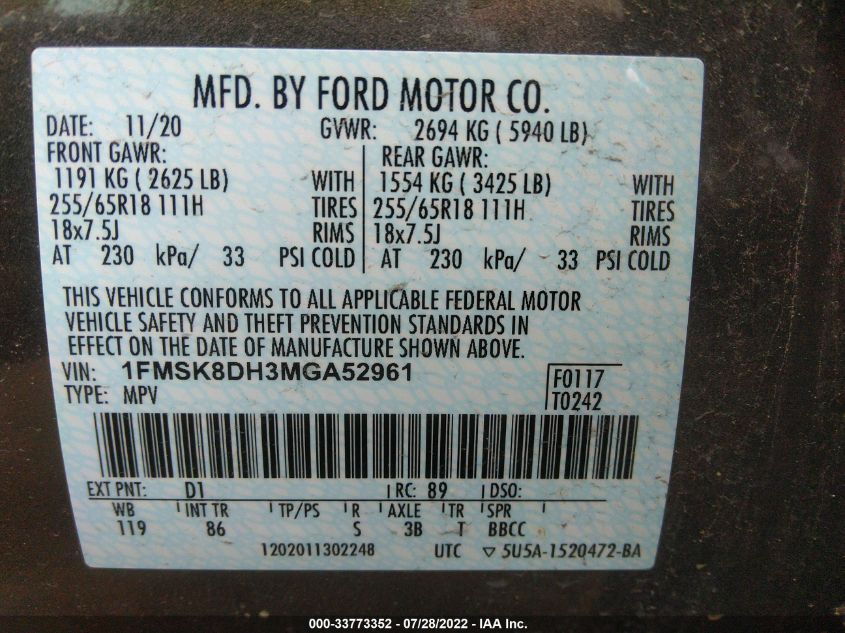 MFD. BY FORD MOTOR CO.
DATE: 11/20 GVWR: 2694 KG ( 5940 LB)
FRONT GAWR: REAR GAWR:
1191 KG ( 2625 LB) WITH 1554 KG ( 3425 LB) WITH
255/65R18 111H TIRES 255/65R18 111H TIRES
18x7.5J RIMS 18x7.5J RIMS
AT 230 kPa/ 33 PSI COLD AT 230 kPa/ 33 PSI COLD
THIS VEHICLE CONFORMS TO ALL APPLICABLE FEDERAL MOTOR
VEHICLE SAFETY AND THEFT PREVENTION STANDARDS IN
EFFECT ON THE DATE OF MANUFACTURE SHOWN ABOVE.
VIN: 1FMSK8DH3MGA52961 F0117
TYPE: MPV T0242
EXT PNT: D1 RC: 89 DSO:
WB INT TR TP/PS R AXLE TR SPR
119 86 S 3B T BBCC
1202011302248 UTC ▽ 5U5A-1520472-BA
000-33773352 - 07/28/2022 - IAA Inc.